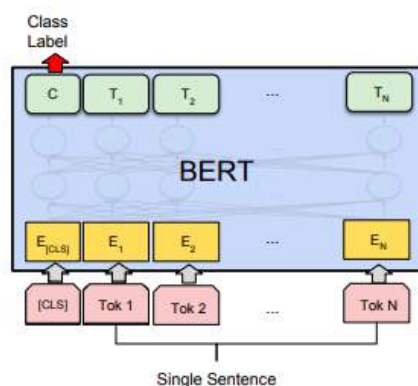 Class
Label
C T1 T2 ... TN
BERT
E[CLS] E1 E2 ... EN
[CLS] Tok 1 Tok 2 ... Tok N
Single Sentence